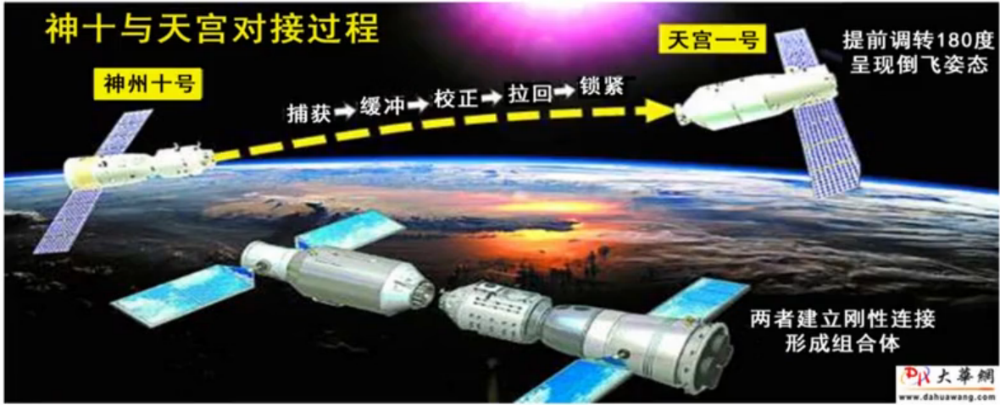 神十与天宫对接过程
神州十号
天宫一号
提前调转180度
呈现倒飞姿态
捕获→缓冲→校正→拉回→锁紧
两者建立刚性连接
形成组合体
DH大華網
www.dahuawang.com